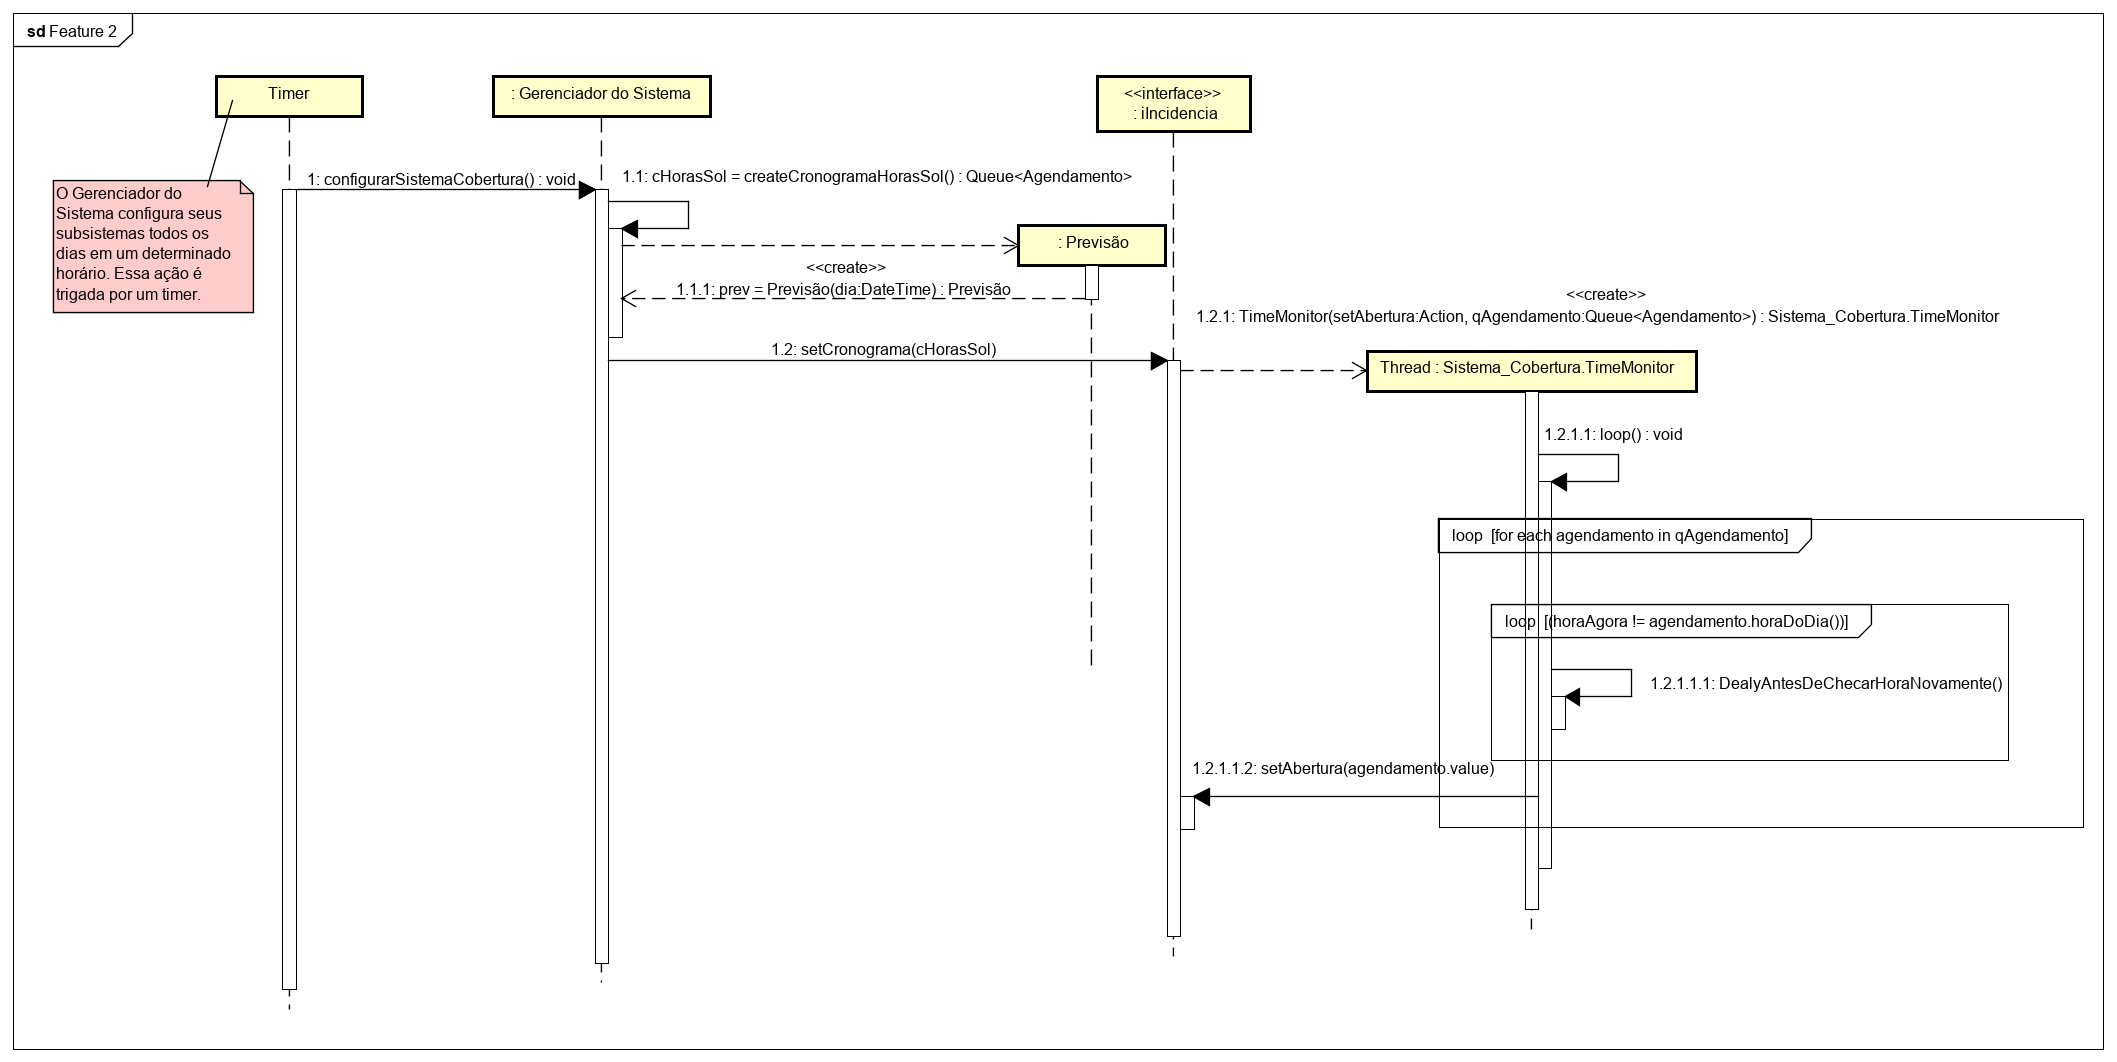 sd Feature 2
Timer
: Gerenciador do Sistema
<<interface>>
: iIncidencia
O Gerenciador do
Sistema configura seus
subsistemas todos os
dias em um determinado
horário. Essa ação é
trigada por um timer.
1: configurarSistemaCobertura() : void
1.1: cHorasSol = createCronogramaHorasSol() : Queue<Agendamento>
: Previsão
<<create>>
1.1.1: prev = Previsão(dia:DateTime) : Previsão
<<create>>
1.2.1: TimeMonitor(setAbertura:Action, qAgendamento:Queue<Agendamento>) : Sistema_Cobertura.TimeMonitor
1.2: setCronograma(cHorasSol)
Thread : Sistema_Cobertura.TimeMonitor
1.2.1.1: loop() : void
loop [for each agendamento in qAgendamento]
loop [(horaAgora != agendamento.horaDoDia())]
1.2.1.1.1: DealyAntesDeChecarHoraNovamente()
1.2.1.1.2: setAbertura(agendamento.value)